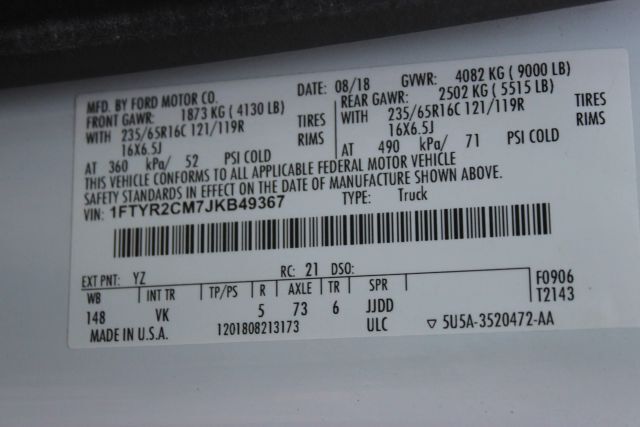 MFD. BY FORD MOTOR CO. DATE: 08/18 GVWR: 4082 KG ( 9000 LB)
FRONT GAWR: 1873 KG ( 4130 LB) REAR GAWR: 2502 KG ( 5515 LB)
WITH 235/65R16C 121/119R TIRES WITH 235/65R16C 121/119R TIRES
16X6.5J RIMS 16X6.5J RIMS
AT 360 kPa/ 52 PSI COLD AT 490 kPa/ 71 PSI COLD
THIS VEHICLE CONFORMS TO ALL APPLICABLE FEDERAL MOTOR VEHICLE
SAFETY STANDARDS IN EFFECT ON THE DATE OF MANUFACTURE SHOWN ABOVE.
VIN: 1FTYR2CM7JKB49367 TYPE: Truck
EXT PNT: YZ RC: 21 DSO: F0906
WB INT TR TP/PS R AXLE TR SPR T2143
148 VK 5 73 6 JJDD
MADE IN U.S.A. 1201808213173 ULC ▽ 5U5A-3520472-AA